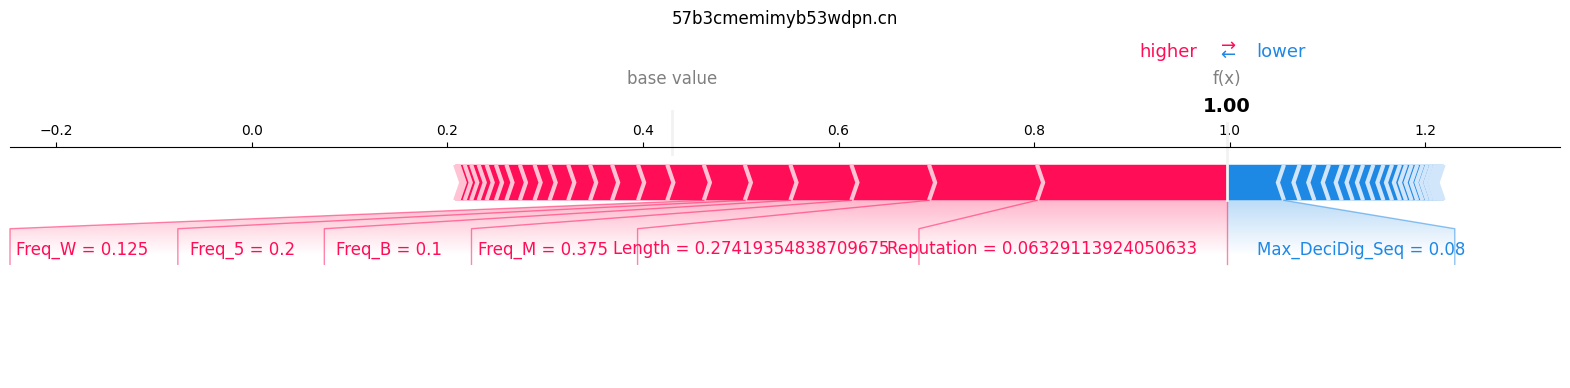 57b3cmemimyb53wdpn.cn
higher ⇄ lower
base value f(x)
1.00
−0.2 0.0 0.2 0.4 0.6 0.8 1.0 1.2
Freq_W = 0.125 Freq_5 = 0.2 Freq_B = 0.1 Freq_M = 0.375 Length = 0.27419354838709675 Reputation = 0.06329113924050633 Max_DeciDig_Seq = 0.08